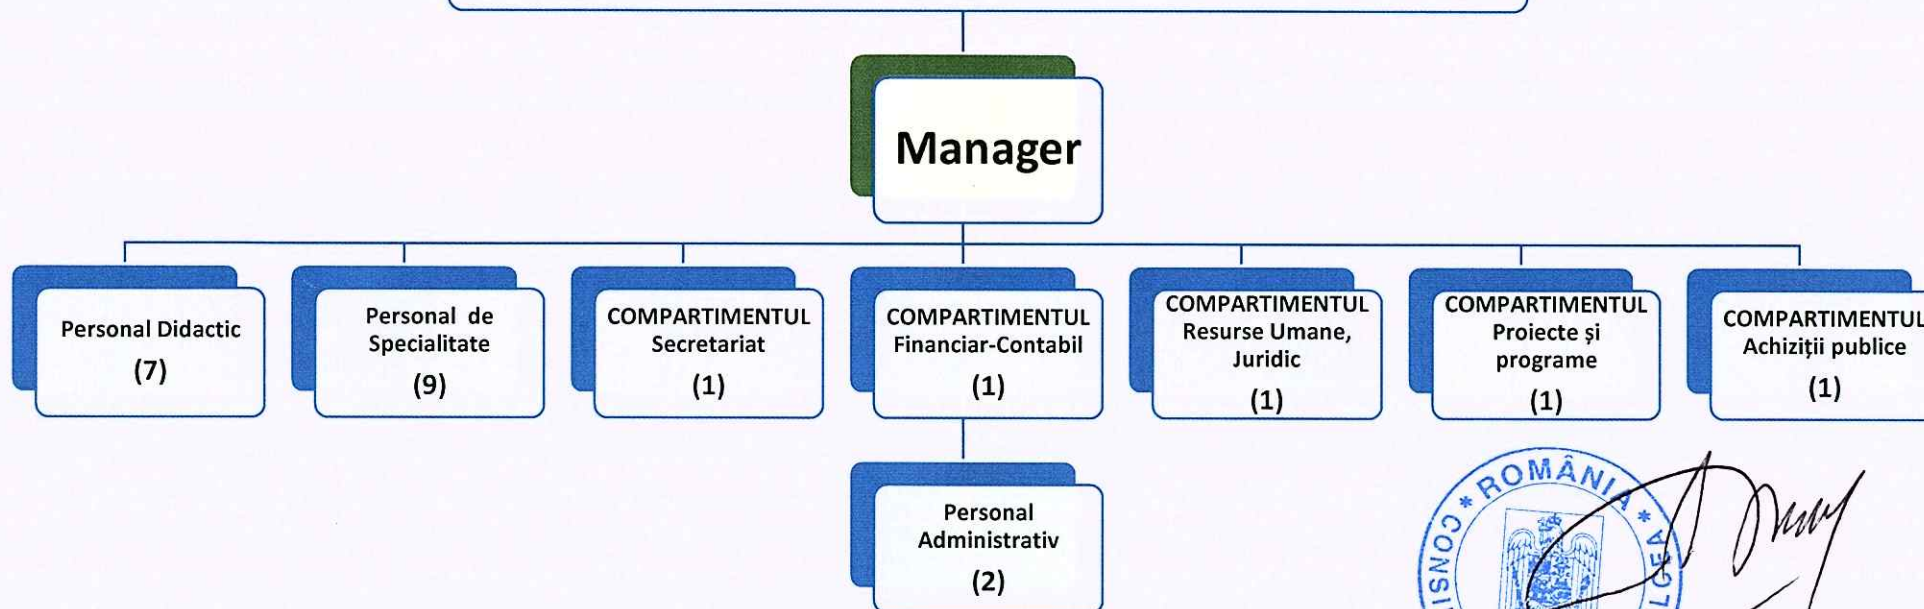 Manager
Personal Didactic
(7)
Personal de
Specialitate
(9)
COMPARTIMENTUL
Secretariat
(1)
COMPARTIMENTUL
Financiar-Contabil
(1)
COMPARTIMENTUL
Resurse Umane,
Juridic
(1)
COMPARTIMENTUL
Proiecte și
programe
(1)
COMPARTIMENTUL
Achiziții publice
(1)
Personal
Administrativ
(2)
* ROMÂNIA *